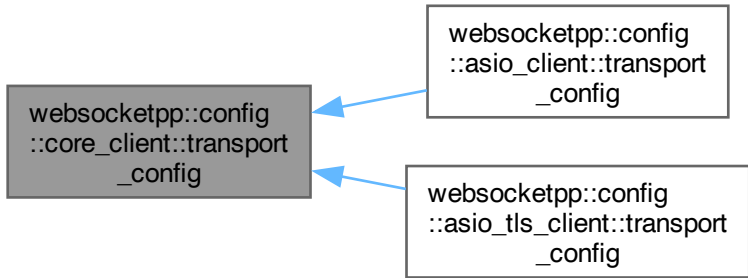 websocketpp::config
::core_client::transport
_config
websocketpp::config
::asio_client::transport
_config
websocketpp::config
::asio_tls_client::transport
_config